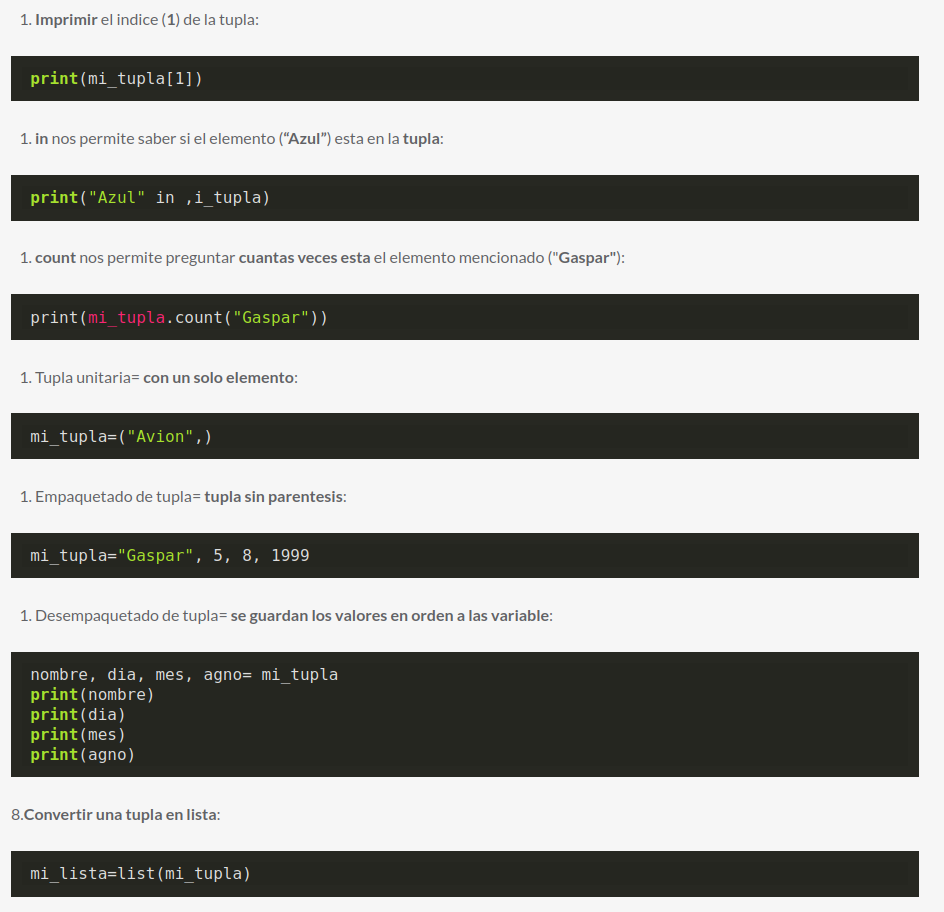 1. Imprimir el indice (1) de la tupla:
print(mi_tupla[1])
1. in nos permite saber si el elemento (“Azul”) esta en la tupla:
print("Azul" in ,i_tupla)
1. count nos permite preguntar cuantas veces esta el elemento mencionado ("Gaspar"):
print(mi_tupla.count("Gaspar"))
1. Tupla unitaria= con un solo elemento:
mi_tupla=("Avion",)
1. Empaquetado de tupla= tupla sin parentesis:
mi_tupla="Gaspar", 5, 8, 1999
1. Desempaquetado de tupla= se guardan los valores en orden a las variable:
nombre, dia, mes, agno= mi_tupla
print(nombre)
print(dia)
print(mes)
print(agno)
8.Convertir una tupla en lista:
mi_lista=list(mi_tupla)